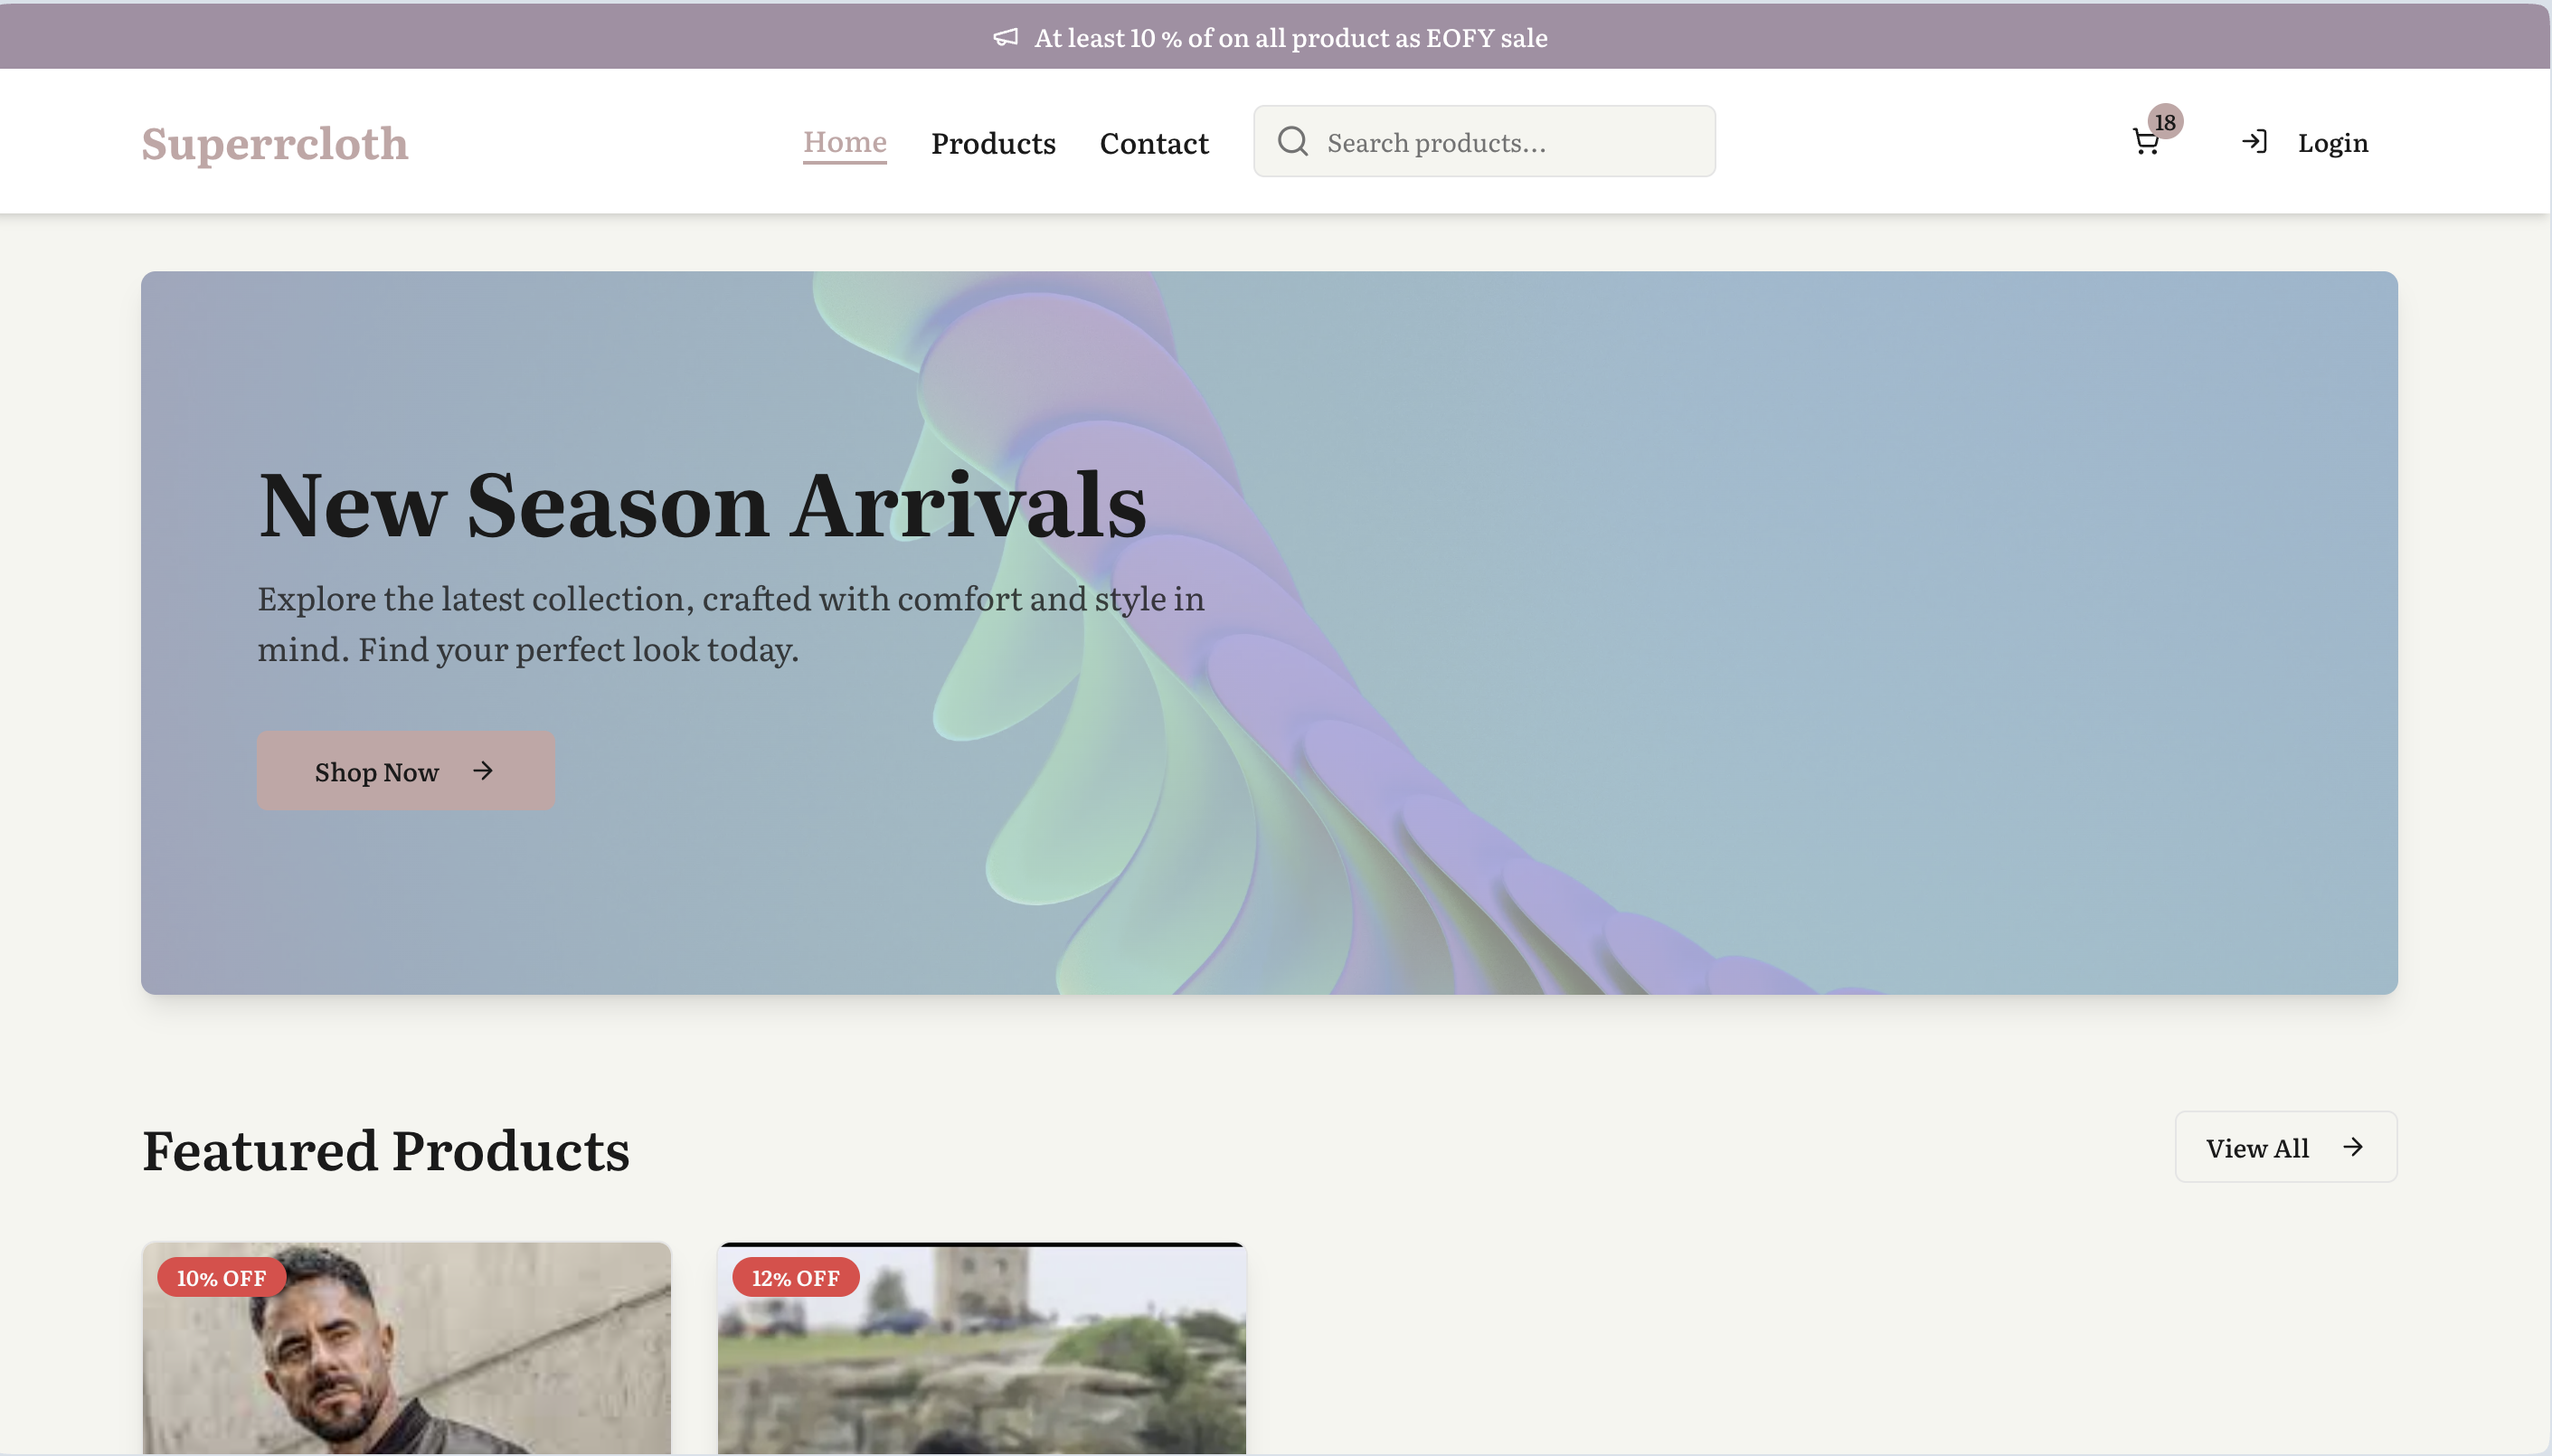 At least 10 % of on all product as EOFY sale
Superrcloth
Home
Products
Contact
Search products...
18
Login
New Season Arrivals
Explore the latest collection, crafted with comfort and style in
mind. Find your perfect look today.
Shop Now
Featured Products
View All
10% OFF
12% OFF